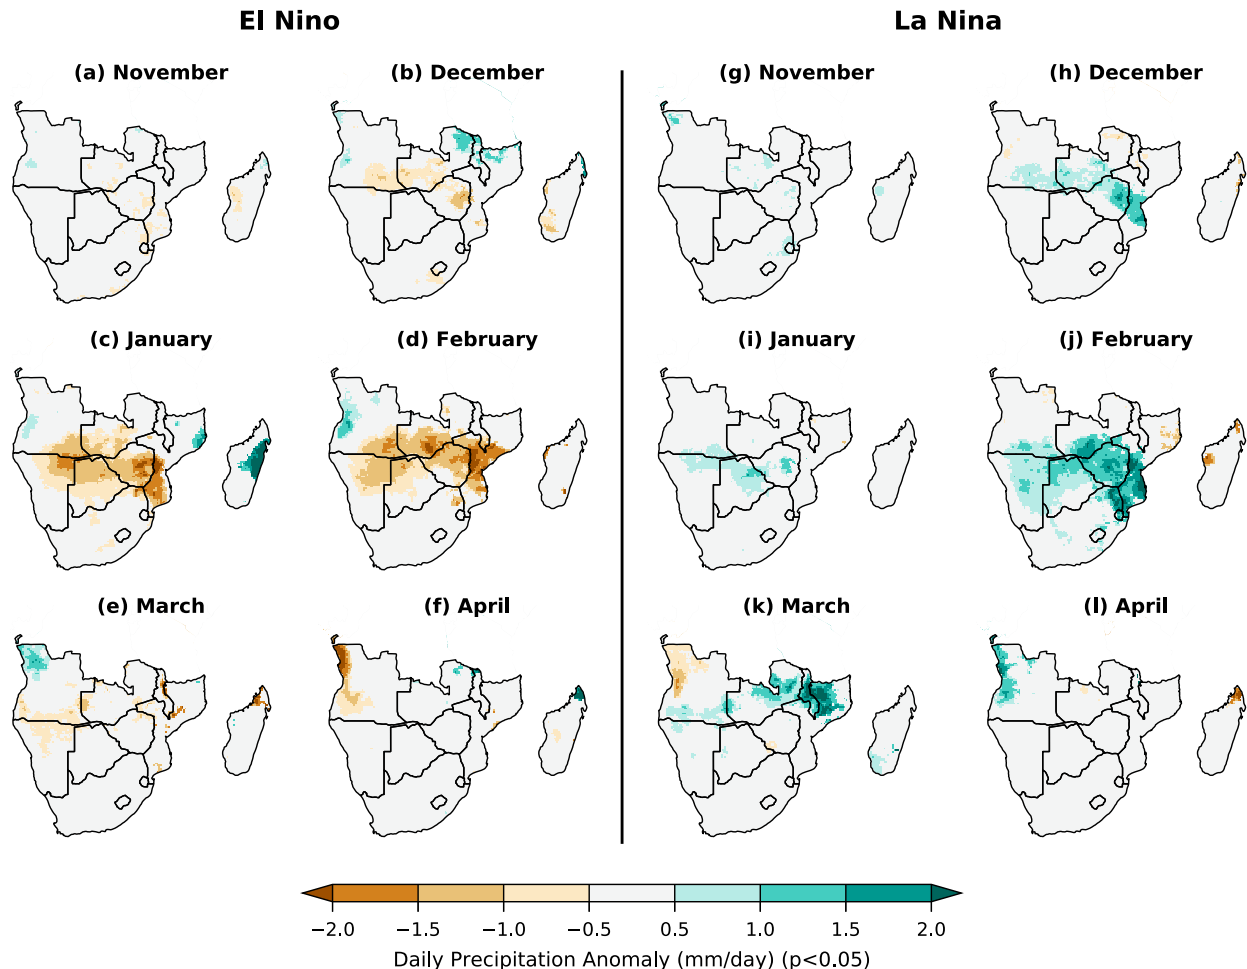 El Nino
La Nina
(a) November
(b) December
(g) November
(h) December
(c) January
(d) February
(i) January
(j) February
(e) March
(f) April
(k) March
(l) April
−2.0
−1.5
−1.0
−0.5
0.5
1.0
1.5
2.0
Daily Precipitation Anomaly (mm/day) (p<0.05)